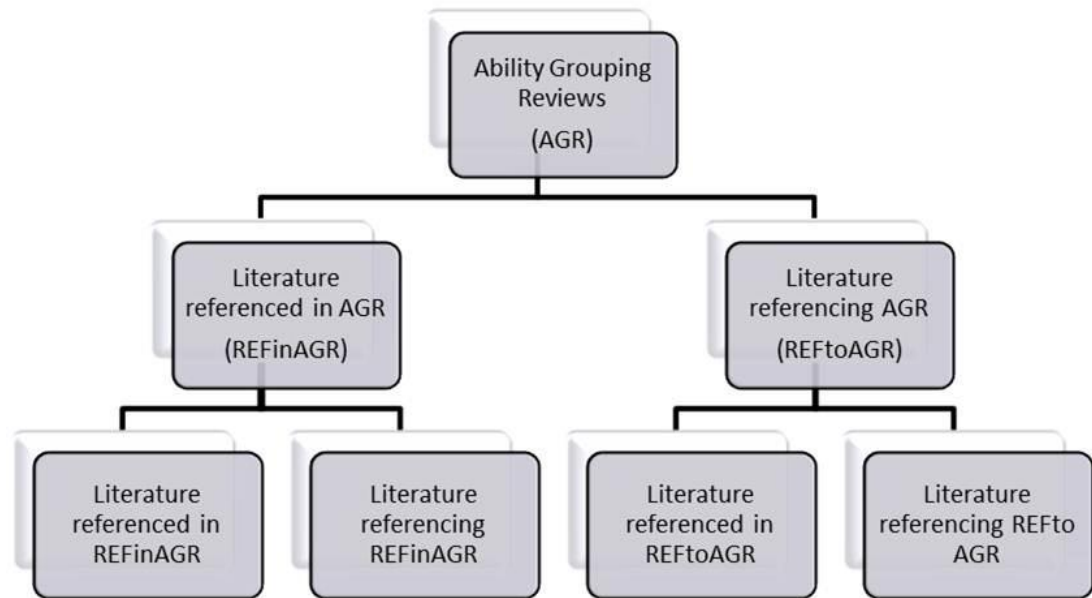 Ability Grouping
Reviews
(AGR)
Literature
referenced in AGR
(REFinAGR)
Literature
referencing AGR
(REFtoAGR)
Literature
referenced in
REFinAGR
Literature
referencing
REFinAGR
Literature
referenced in
REFtoAGR
Literature
referencing REFto
AGR